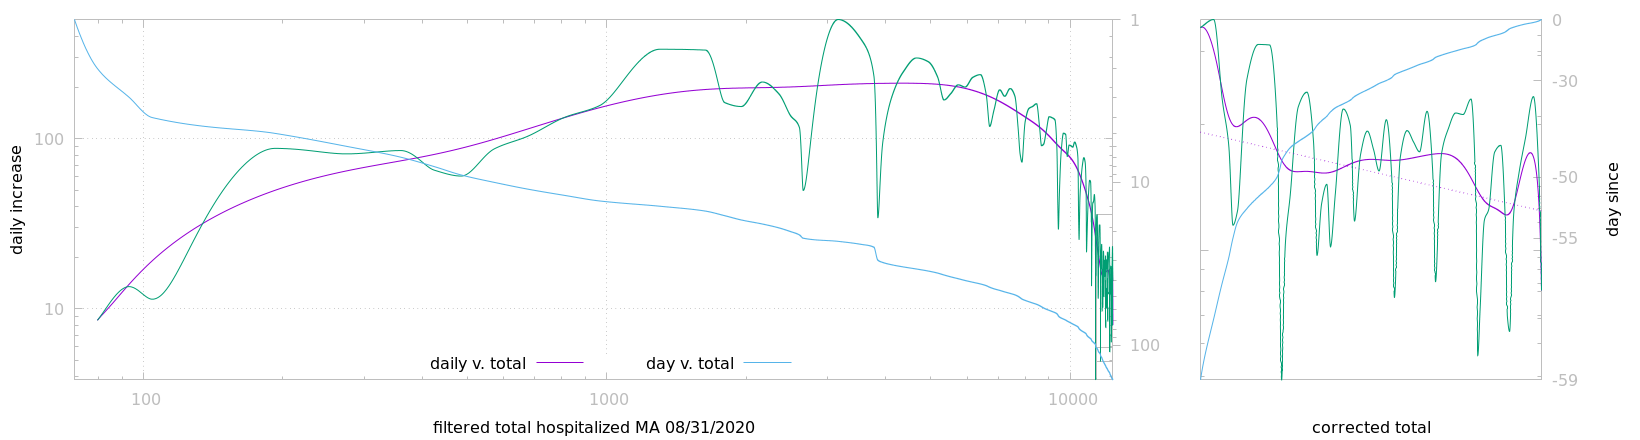 1
0
-30
100
10
-50
daily increase
day since
-55
10
daily v. total
day v. total
100
-59
100
1000
10000
filtered total hospitalized MA 08/31/2020
corrected total